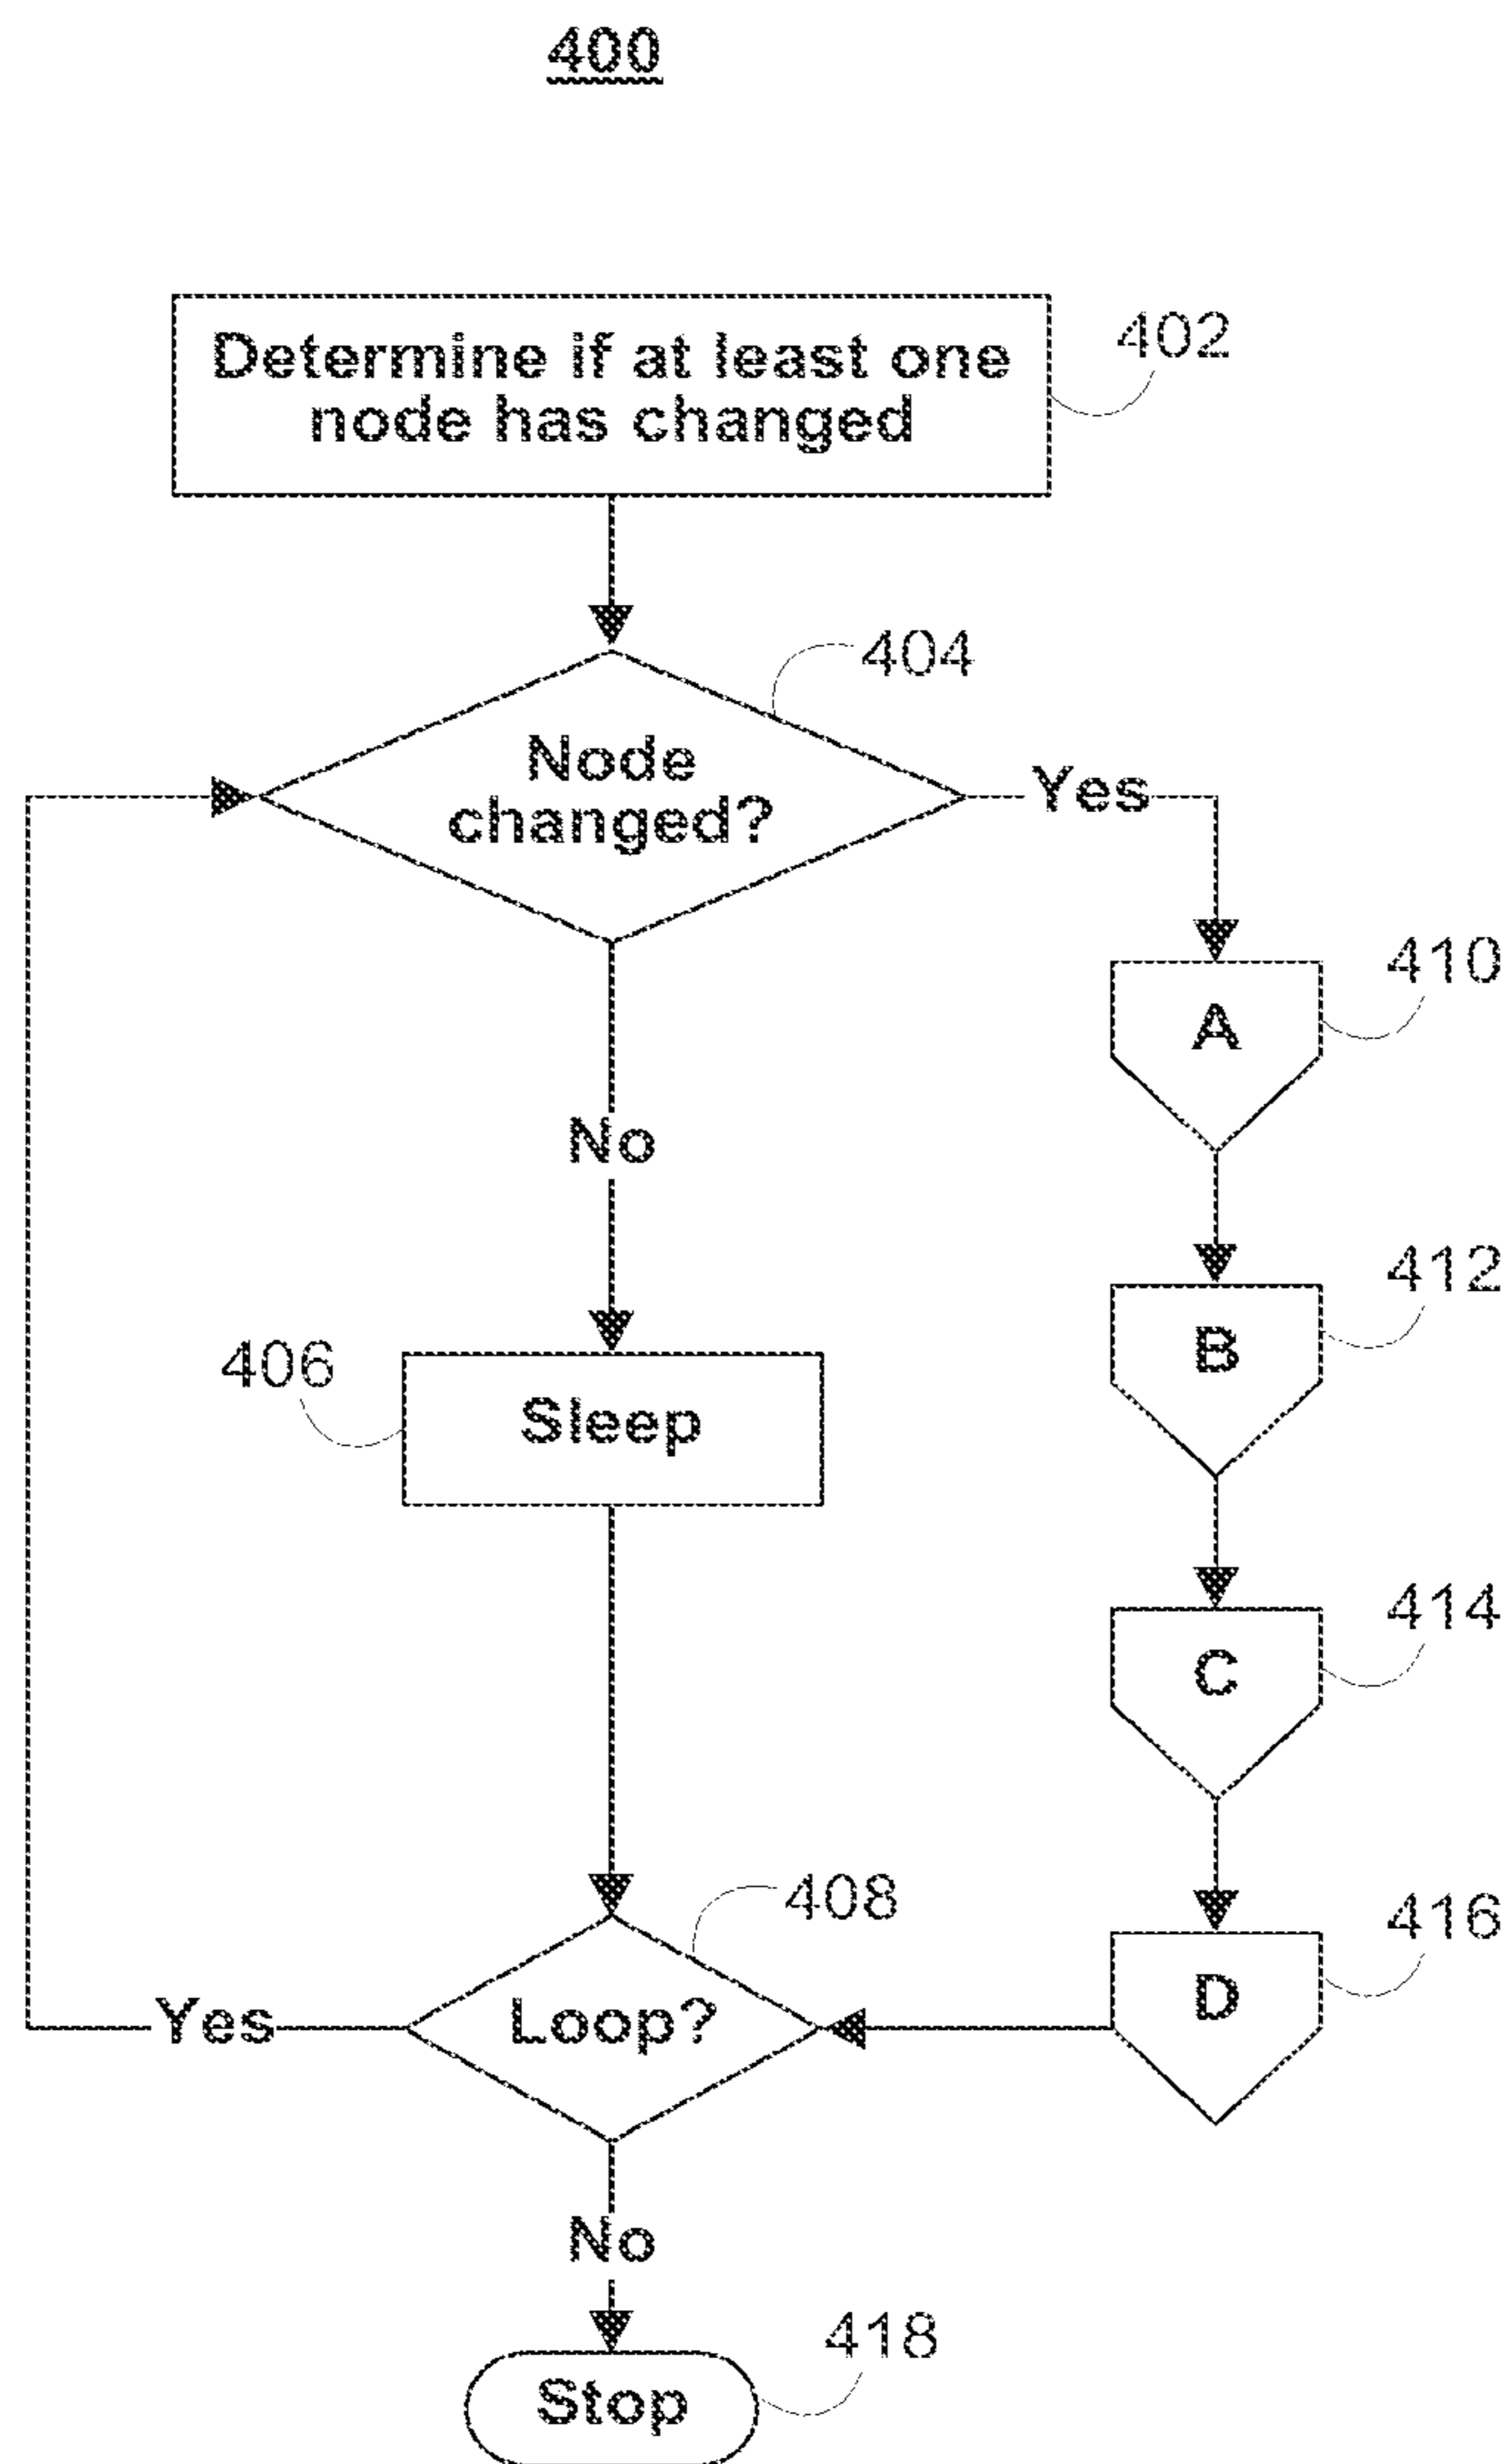 400
Determine if at least one
node has changed
402
404
Node
changed?
Yes
410
A
No
412
B
406
Sleep
414
C
408
416
Yes
Loop?
D
No
418
Stop